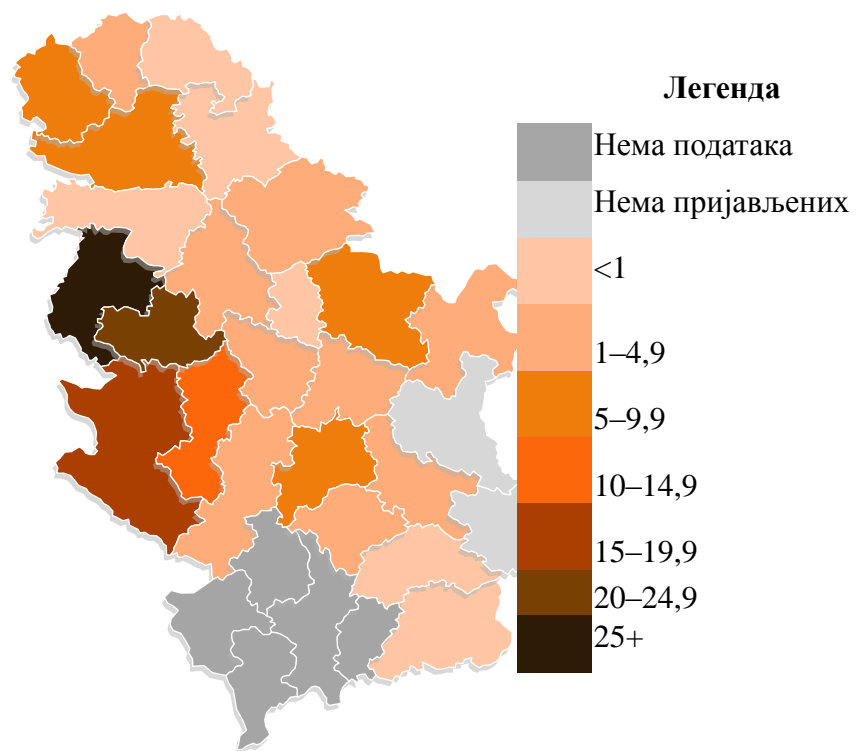 Легенда
Нема података
Нема пријављених
<1
1–4,9
5–9,9
10–14,9
15–19,9
20–24,9
25+